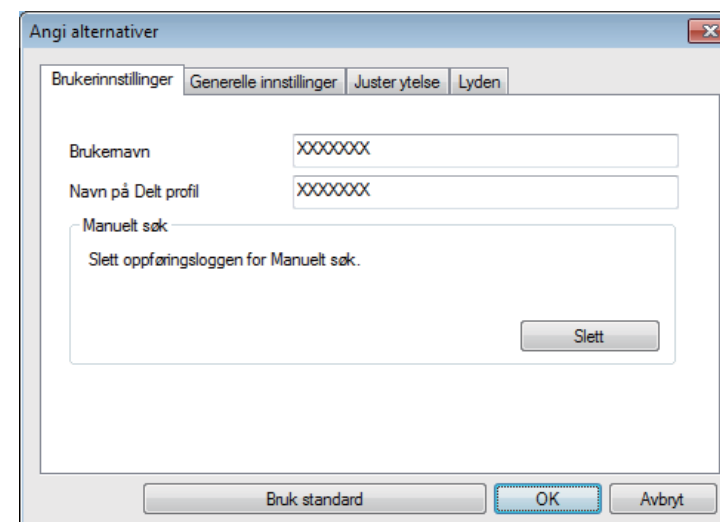 Angi alternativer
Brukerinnstillinger Generelle innstillinger Juster ytelse Lyden
Brukernavn XXXXXXX
Navn på Delt profil XXXXXXX
Manuelt søk
Slett oppføringsloggen for Manuelt søk.
Slett
Bruk standard OK Avbryt